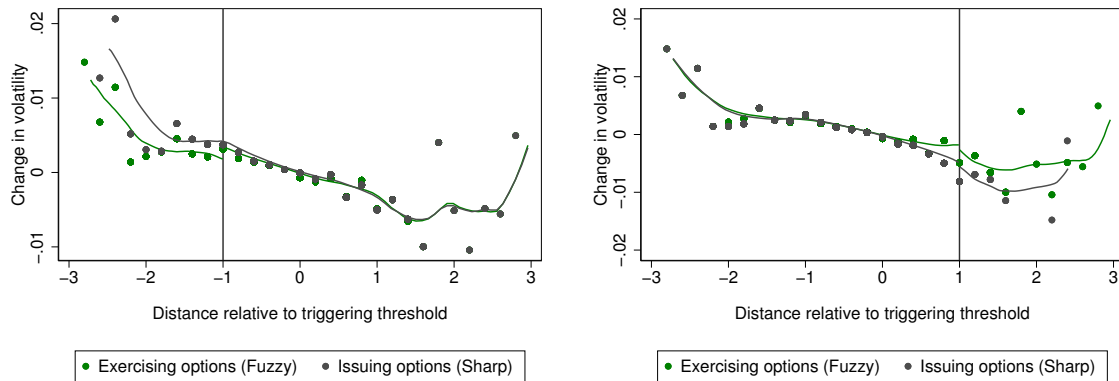 .02
.01
0
-.01
Change in volatility
−3 −2 −1 0 1 2 3
Distance relative to triggering threshold
Exercising options (Fuzzy) Issuing options (Sharp)
.02
.01
0
-.01
-.02
Change in volatility
−3 −2 −1 0 1 2 3
Distance relative to triggering threshold
Exercising options (Fuzzy) Issuing options (Sharp)